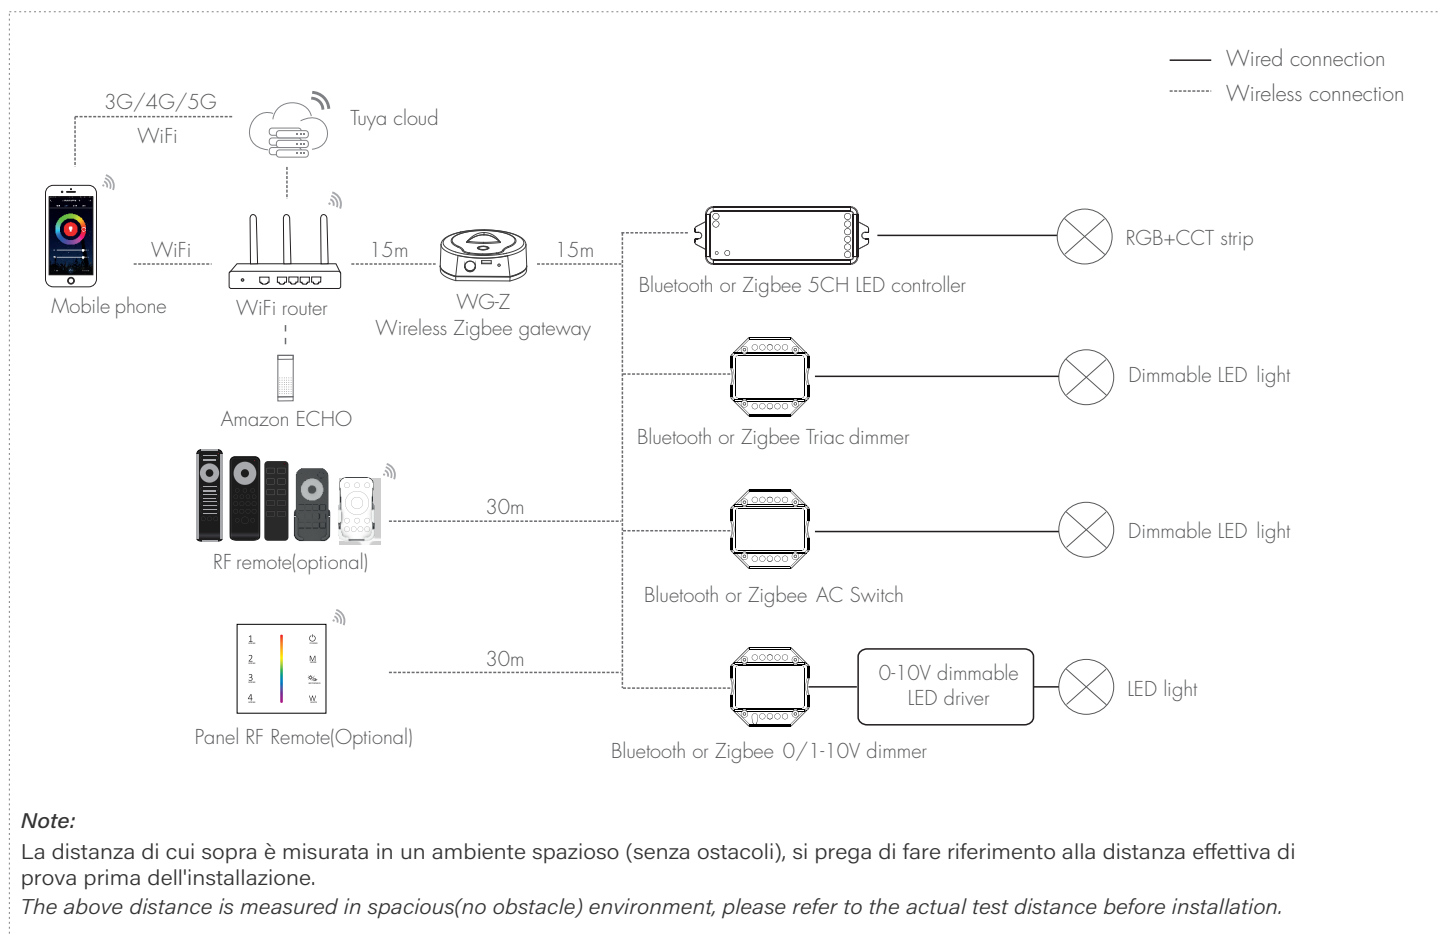 Wired connection
Wireless connection
3G/4G/5G
WiFi
Tuya cloud
WiFi
15m
15m
Mobile phone
WiFi router
WG-Z
Wireless Zigbee gateway
Bluetooth or Zigbee 5CH LED controller
RGB+CCT strip
Amazon ECHO
Dimmable LED light
Bluetooth or Zigbee Triac dimmer
RF remote(optional)
30m
Bluetooth or Zigbee AC Switch
Dimmable LED light
1
2
M
3
4
W
Panel RF Remote(Optional)
30m
Bluetooth or Zigbee 0/1-10V dimmer
0-10V dimmable
LED driver
LED light
Note:
La distanza di cui sopra è misurata in un ambiente spazioso (senza ostacoli), si prega di fare riferimento alla distanza effettiva di
prova prima dell'installazione.
The above distance is measured in spacious(no obstacle) environment, please refer to the actual test distance before installation.